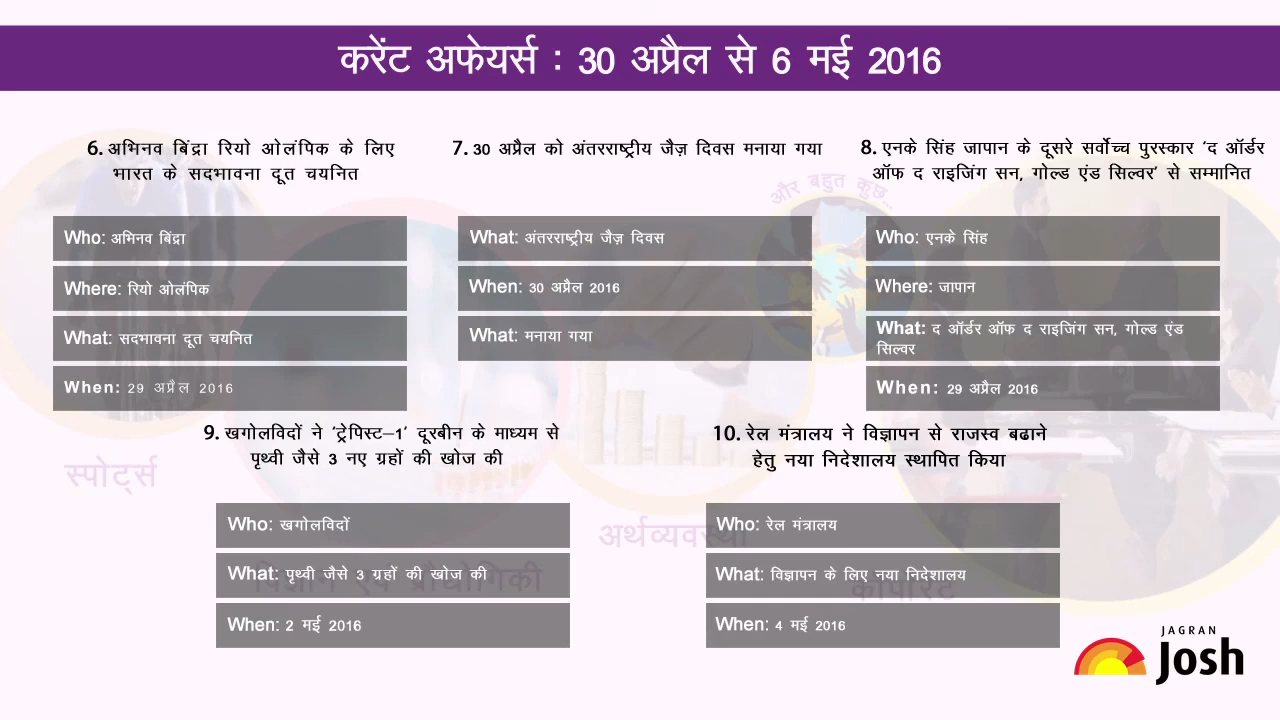 करेंट अफेयर्स : 30 अप्रैल से 6 मई 2016
6. अभिनव बिंद्रा रियो ओलंपिक के लिए
भारत के सदभावना दूत चयनित
Who: अभिनव बिंद्रा
Where: रियो ओलंपिक
What: सदभावना दूत चयनित
When: 29 अप्रैल 2016
7. 30 अप्रैल को अंतरराष्ट्रीय जैज़ दिवस मनाया गया
What: अंतरराष्ट्रीय जैज़ दिवस
When: 30 अप्रैल 2016
What: मनाया गया
8. एनके सिंह जापान के दूसरे सर्वोच्च पुरस्कार ‘द ऑर्डर
ऑफ द राइजिंग सन, गोल्ड एंड सिल्वर’ से सम्मानित
Who: एनके सिंह
Where: जापान
What: द ऑर्डर ऑफ द राइजिंग सन, गोल्ड एंड
सिल्वर
When: 29 अप्रैल 2016
और बहुत कुछ...
9. खगोलविदों ने ‘ट्रेपिस्ट–1’ दूरबीन के माध्यम से
पृथ्वी जैसे 3 नए ग्रहों की खोज की
Who: खगोलविदों
What: पृथ्वी जैसे 3 ग्रहों की खोज की
When: 2 मई 2016
10. रेल मंत्रालय ने विज्ञापन से राजस्व बढाने
हेतु नया निदेशालय स्थापित किया
Who: रेल मंत्रालय
What: विज्ञापन के लिए नया निदेशालय
When: 4 मई 2016
स्पोर्ट्स
अर्थव्यवस्था
विज्ञान एवं प्रौद्योगिकी
कॉर्पोरेट
JAGRAN
Josh